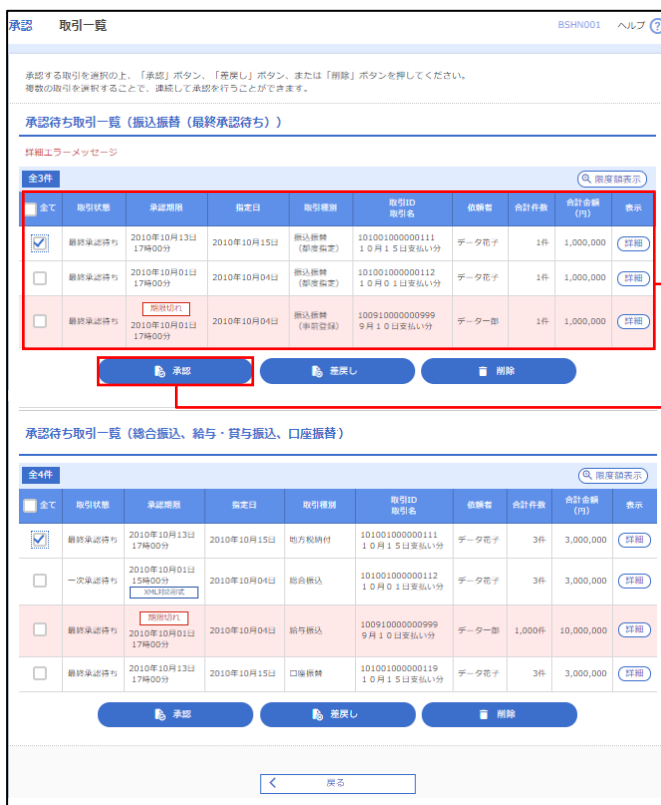 承認 取引一覧 BSHN001 ヘルプ ?
承認する取引を選択の上、「承認」ボタン、「差戻し」ボタン、または「削除」ボタンを押してください。
複数の取引を選択することで、連続して承認を行うことができます。
承認待ち取引一覧（振込振替（最終承認待ち））
詳細エラーメッセージ
全3件 限度額表示
全て 取引状態 承認期限 指定日 取引種別 取引ID 取引名 依頼者 合計件数 合計金額 (円) 表示
最終承認待ち 2010年10月13日 17時00分 2010年10月15日 振込振替 (都度指定) 101001000000111 １０月１５日支払い分 データ花子 1件 1,000,000 詳細
最終承認待ち 2010年10月01日 17時00分 2010年10月04日 振込振替 (都度指定) 101001000000112 １０月０１日支払い分 データ花子 1件 1,000,000 詳細
最終承認待ち 期限切れ 2010年10月01日 17時00分 2010年10月04日 振込振替 (事前登録) 100910000000999 ９月１０日支払い分 データ一郎 1件 1,000,000 詳細
承認 差戻し 削除
承認待ち取引一覧（総合振込、給与・賞与振込、口座振替）
全4件 限度額表示
全て 取引状態 承認期限 指定日 取引種別 取引ID 取引名 依頼者 合計件数 合計金額 (円) 表示
最終承認待ち 2010年10月13日 17時00分 2010年10月15日 地方税納付 101001000000111 １０月１５日支払い分 データ花子 3件 3,000,000 詳細
一次承認待ち 2010年10月01日 15時00分 XML対応形式 2010年10月04日 総合振込 101001000000112 １０月０１日支払い分 データ花子 3件 3,000,000 詳細
最終承認待ち 期限切れ 2010年10月01日 17時00分 2010年10月04日 給与振込 100910000000999 ９月１０日支払い分 データ一郎 1,000件 10,000,000 詳細
最終承認待ち 2010年10月13日 17時00分 2010年10月15日 口座振替 101001000000119 １０月１５日支払い分 データ花子 3件 3,000,000 詳細
承認 差戻し 削除
戻る